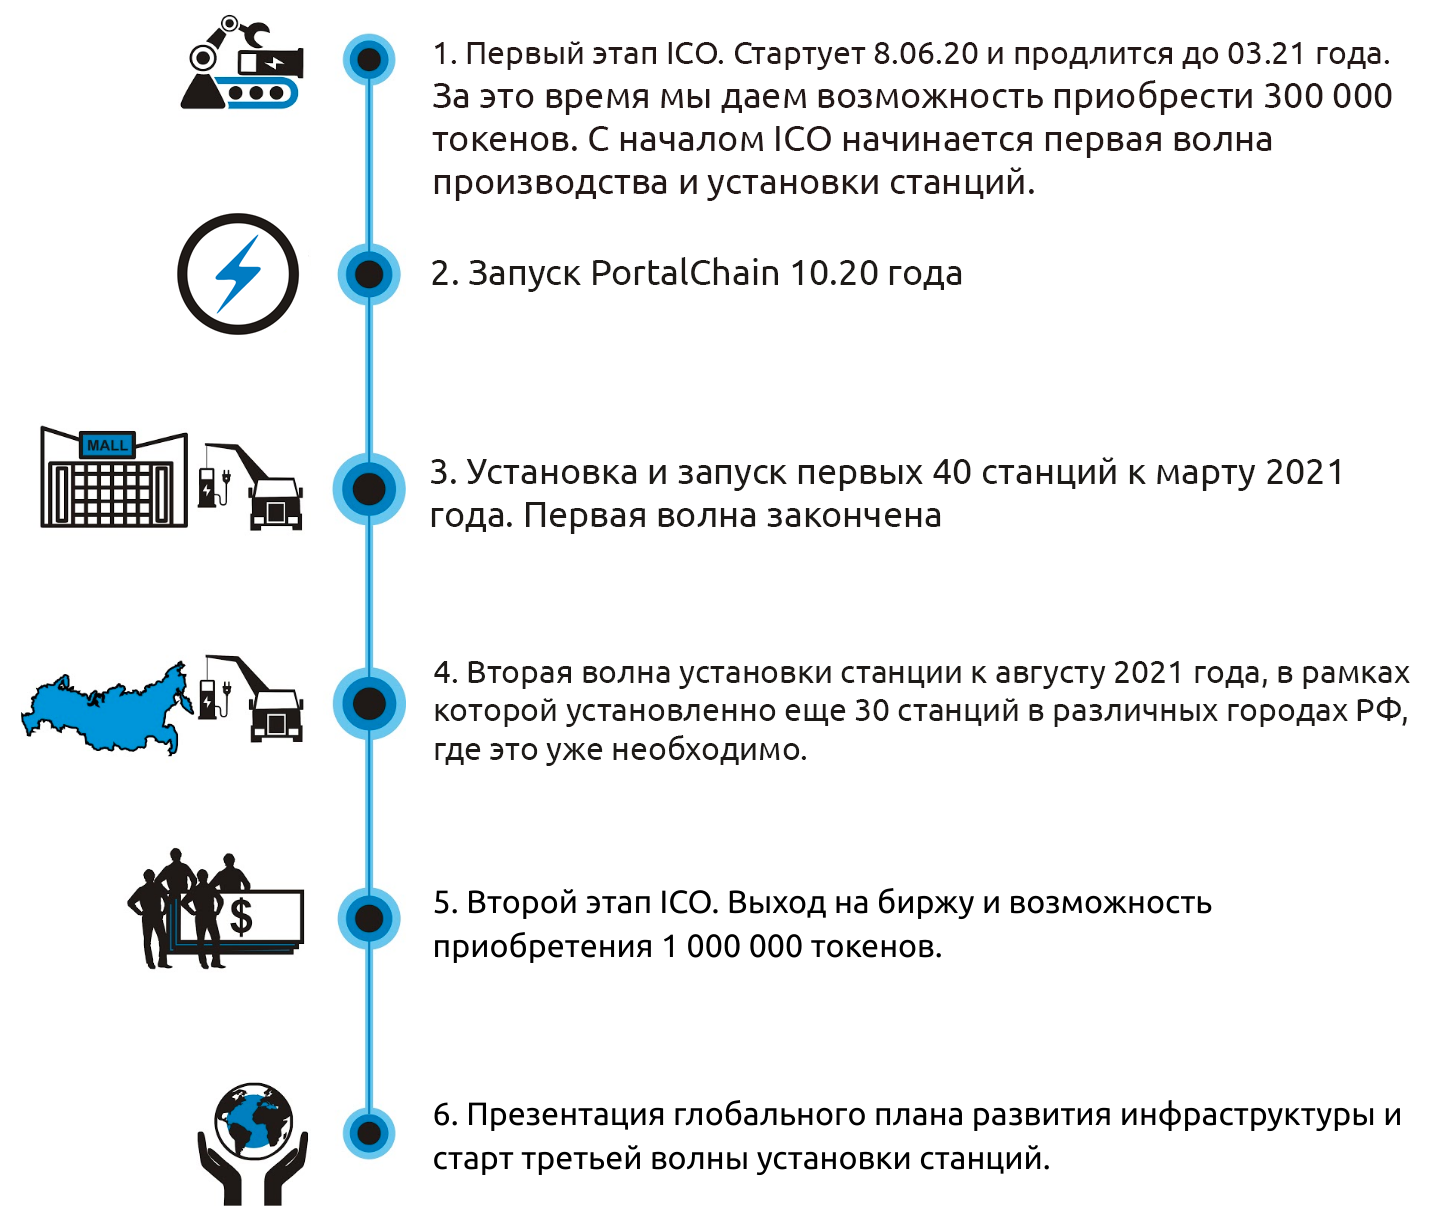 1. Первый этап ICO. Стартует 8.06.20 и продлится до 03.21 года.
За это время мы даем возможность приобрести 300 000
токенов. С началом ICO начинается первая волна
производства и установки станций.
2. Запуск PortalChain 10.20 года
MALL
3. Установка и запуск первых 40 станций к марту 2021
года. Первая волна закончена
4. Вторая волна установки станции к августу 2021 года, в рамках
которой установленно еще 30 станций в различных городах РФ,
где это уже необходимо.
$
5. Второй этап ICO. Выход на биржу и возможность
приобретения 1 000 000 токенов.
6. Презентация глобального плана развития инфраструктуры и
старт третьей волны установки станций.